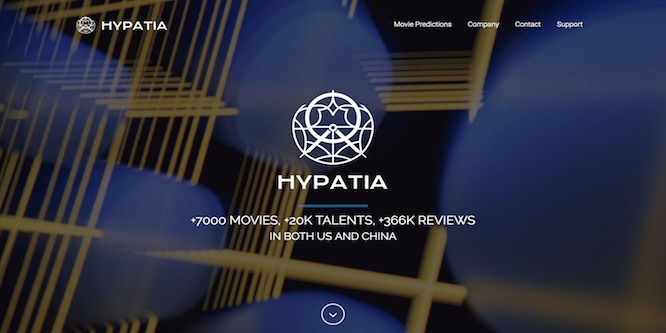 HYPATIA
Movie Predictions Company Contact Support
HYPATIA
+7000 MOVIES, +20K TALENTS, +366K REVIEWS
IN BOTH US AND CHINA